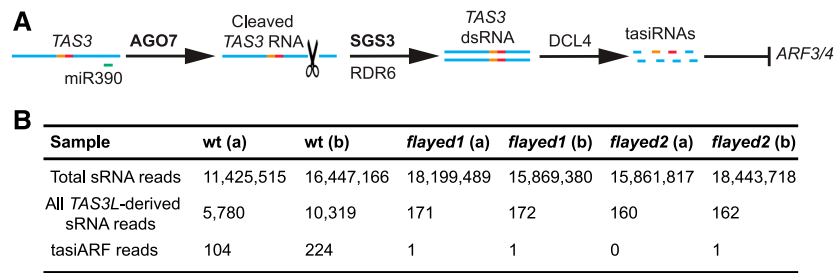 A
TAS3
miR390
AGO7
Cleaved
TAS3 RNA
SGS3
RDR6
TAS3
dsRNA
DCL4
tasiRNAs
ARF3/4
B
Sample wt (a) wt (b) flayed1 (a) flayed1 (b) flayed2 (a) flayed2 (b)
Total sRNA reads 11,425,515 16,447,166 18,199,489 15,869,380 15,861,817 18,443,718
All TAS3L-derived
sRNA reads 5,780 10,319 171 172 160 162
tasiARF reads 104 224 1 1 0 1